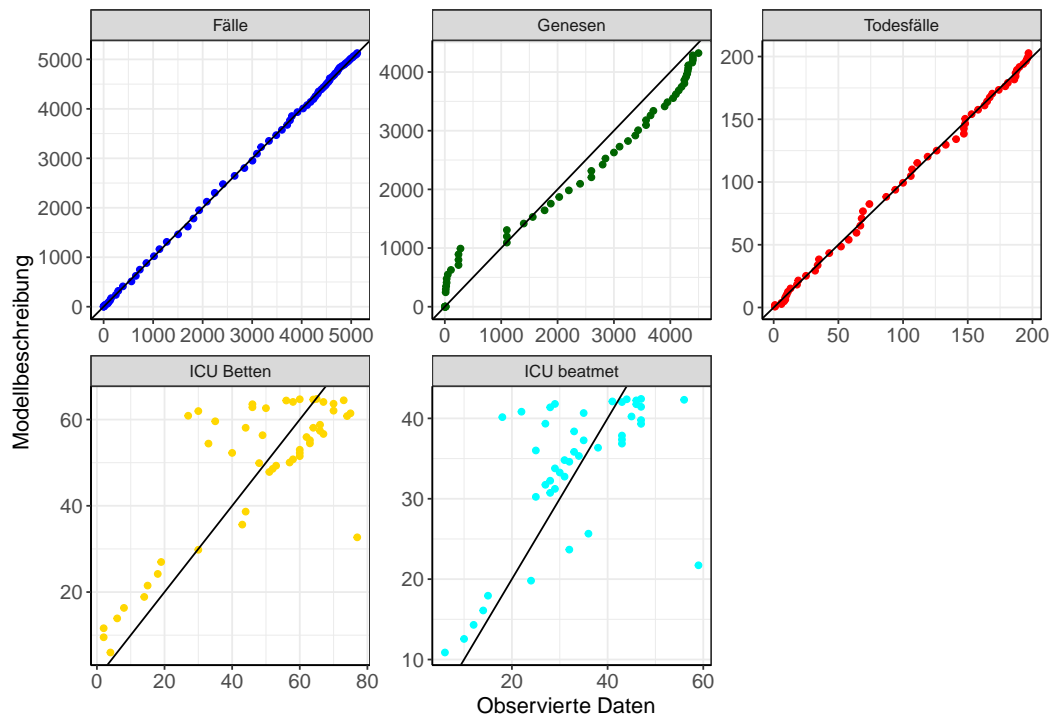 Fälle
Genesen
Todesfälle
5000
4000
3000
2000
1000
0
0 1000 2000 3000 4000 5000
4000
3000
2000
1000
0
0 1000 2000 3000 4000
200
150
100
50
0
0 50 100 150 200
Modellbeschreibung
ICU Betten
ICU beatmet
60
40
20
0 20 40 60 80
40
30
20
10
20 40 60
Observierte Daten